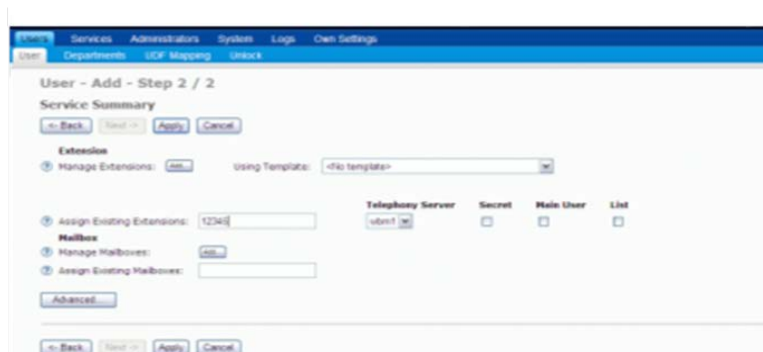 Users Services Administrators System Logs Own Settings
User Departments UDF Mapping Unlock
User - Add - Step 2 / 2
Service Summary
<- Back Next -> Apply Cancel
Extension
Manage Extensions: Add... Using Template: <No template>
Telephony Server Secret Main User List
Assign Existing Extensions: 12345
Mailbox
Manage Mailboxes: Add...
Assign Existing Mailboxes:
Advanced...
<- Back Next -> Apply Cancel